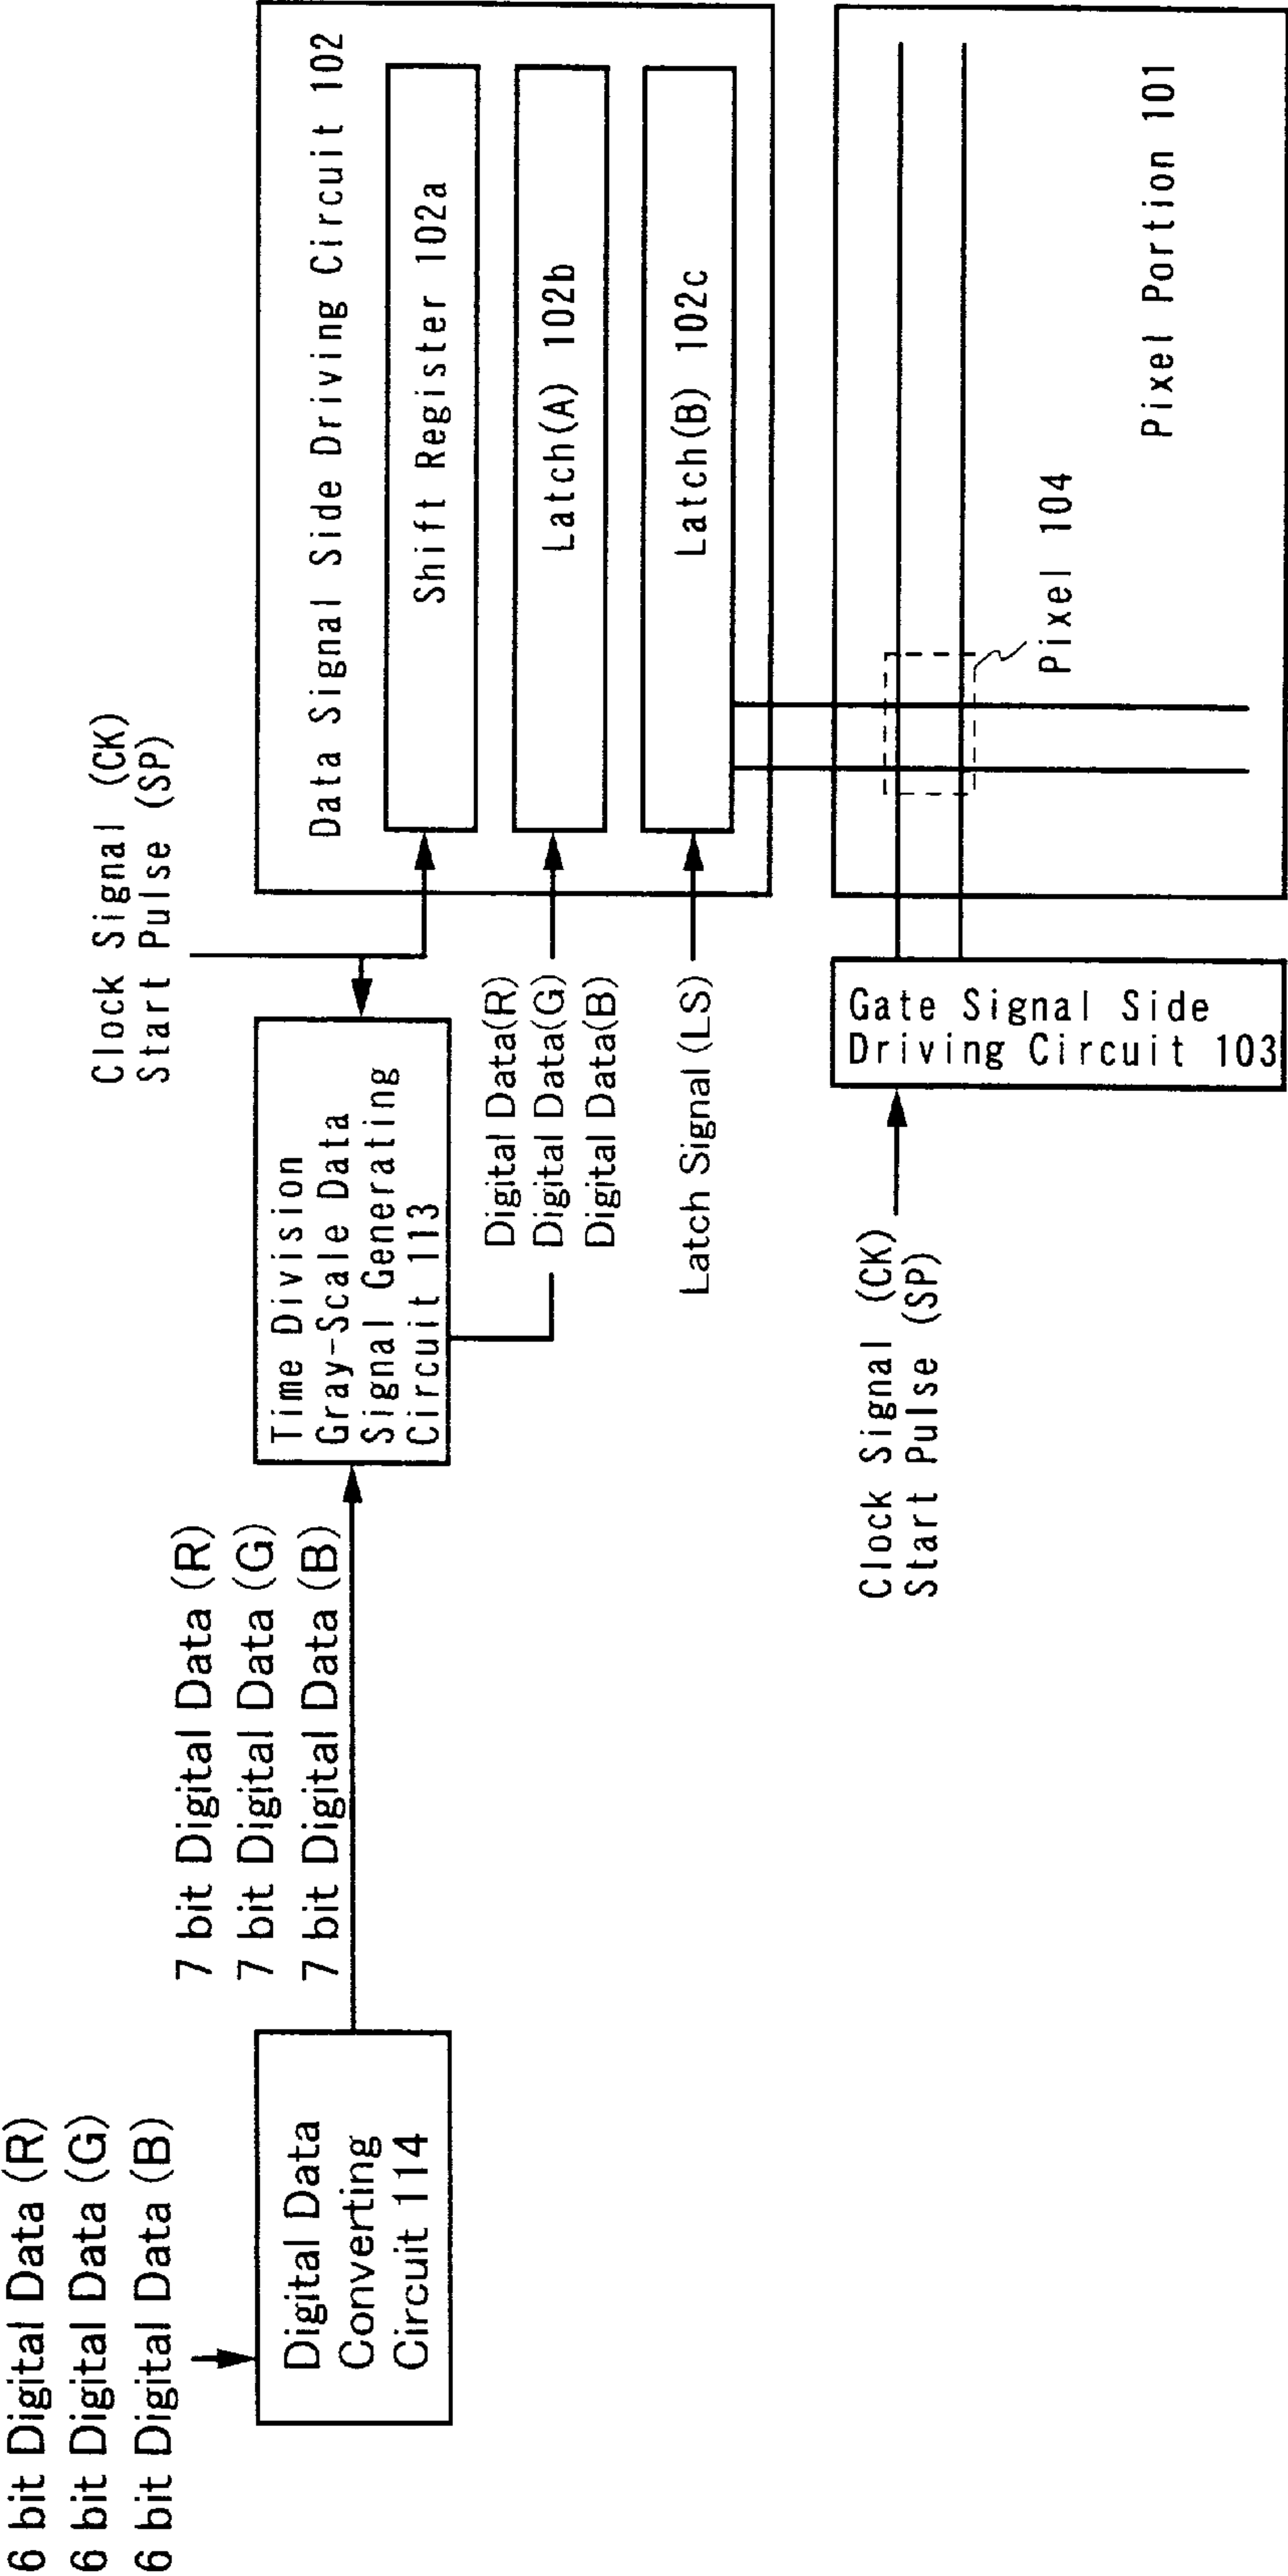 6 bit Digital Data (R)
6 bit Digital Data (G)
6 bit Digital Data (B)
Digital Data
Converting
Circuit 114
7 bit Digital Data (R)
7 bit Digital Data (G)
7 bit Digital Data (B)
Time Division
Gray-Scale Data
Signal Generating
Circuit 113
Clock Signal (CK)
Start Pulse (SP)
Digital Data(R)
Digital Data(G)
Digital Data(B)
Latch Signal (LS)
Data Signal Side Driving Circuit 102
Shift Register 102a
Latch(A) 102b
Latch(B) 102c
Clock Signal (CK)
Start Pulse (SP)
Gate Signal Side
Driving Circuit 103
Pixel 104
Pixel Portion 101